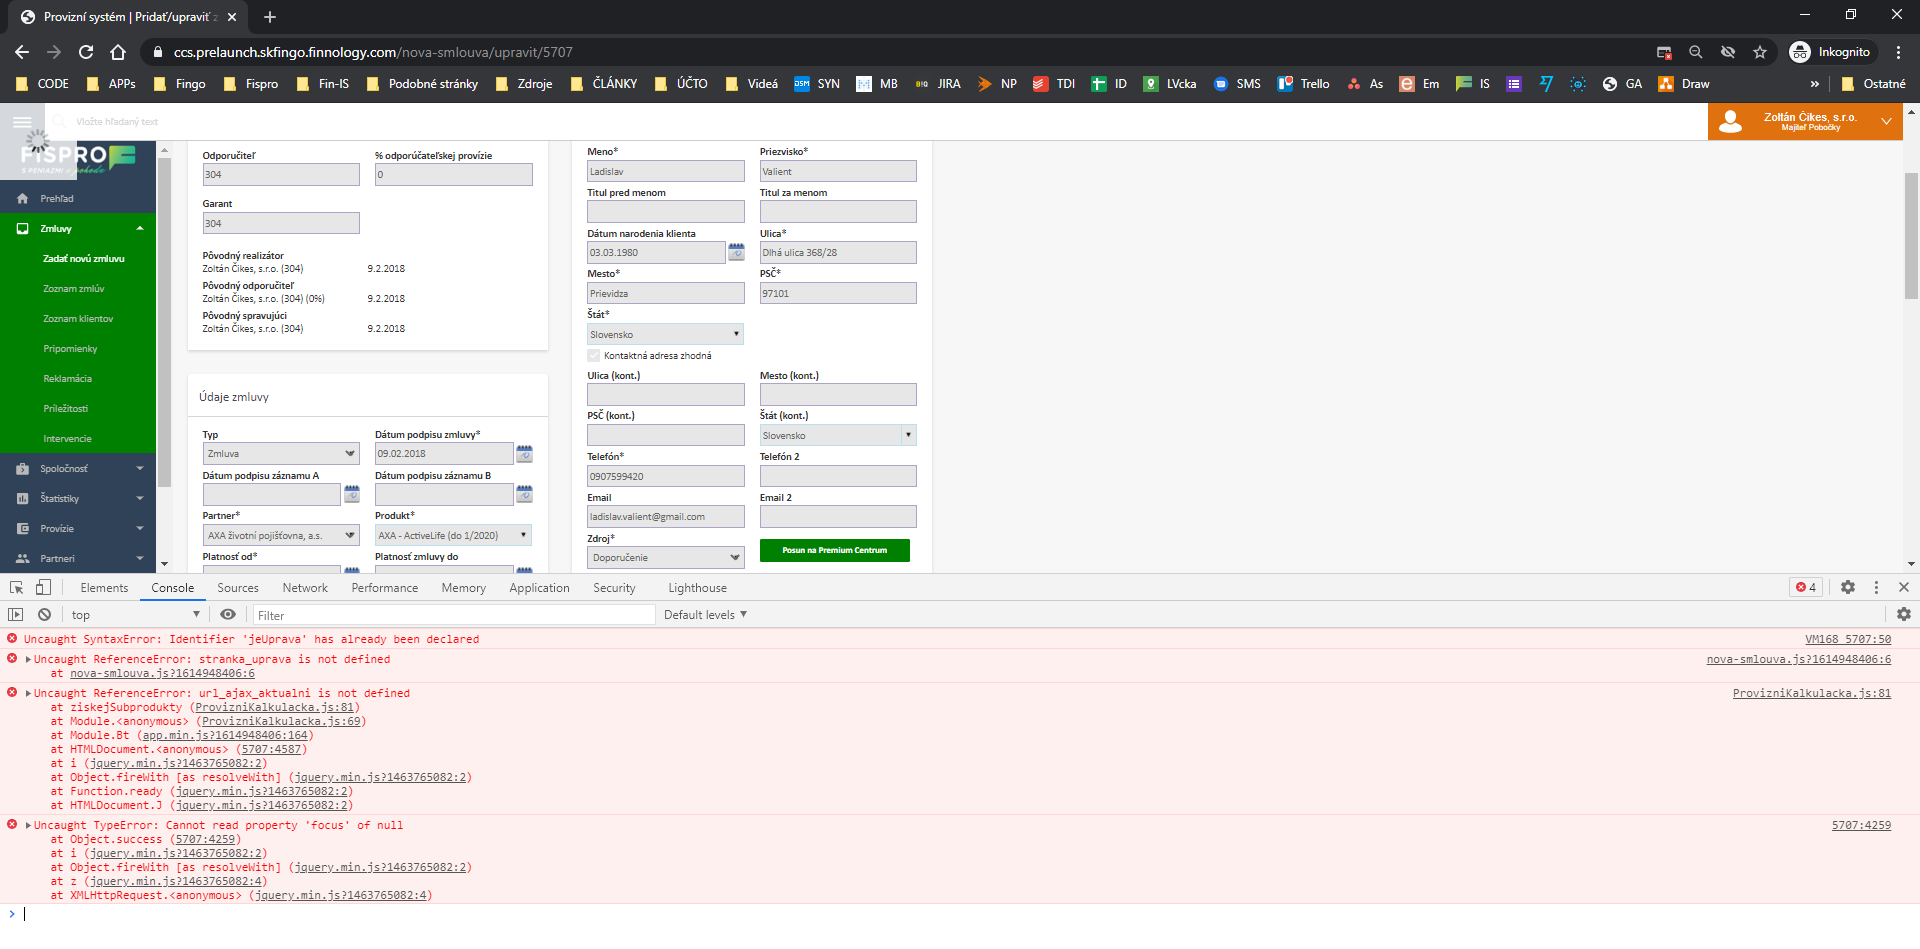 Provizní systém | Pridať/upraviť z
ccs.prelaunch.skfingo.finnology.com/nova-smlouva/upravit/5707
Inkognito
CODE APPs Fingo Fispro Fin-IS Podobné stránky Zdroje ČLÁNKY ÚČTO Videá SYN MB JIRA NP TDI ID LVcka SMS Trello As Em IS GA Draw » Ostatné
Vložte hľadaný text
Zoltán Čikes, s.r.o.
Majiteľ Pobočky
FISPRO
S PENIAZMI v pohode
Prehľad
Zmluvy
Zadať novú zmluvu
Zoznam zmlúv
Zoznam klientov
Pripomienky
Reklamácia
Príležitosti
Intervencie
Spoločnosť
Štatistiky
Provízie
Partneri
Odporučiteľ % odporúčateľskej provízie
304 0
Garant
304
Pôvodný realizátor
Zoltán Čikes, s.r.o. (304) 9.2.2018
Pôvodný odporučiteľ
Zoltán Čikes, s.r.o. (304) (0%) 9.2.2018
Pôvodný spravujúci
Zoltán Čikes, s.r.o. (304) 9.2.2018
Údaje zmluvy
Typ Dátum podpisu zmluvy*
Zmluva 09.02.2018
Dátum podpisu záznamu A Dátum podpisu záznamu B
Partner* Produkt*
AXA životní pojišťovna, a.s. AXA - ActiveLife (do 1/2020)
Platnosť od* Platnosť zmluvy do
Meno* Priezvisko*
Ladislav Valient
Titul pred menom Titul za menom
Dátum narodenia klienta Ulica*
03.03.1980 Dlhá ulica 368/28
Mesto* PSČ*
Prievidza 97101
Štát*
Slovensko
Kontaktná adresa zhodná
Ulica (kont.) Mesto (kont.)
PSČ (kont.) Štát (kont.)
Slovensko
Telefón* Telefón 2
0907599420
Email Email 2
ladislav.valient@gmail.com
Zdroj*
Doporučenie Posun na Premium Centrum
Elements Console Sources Network Performance Memory Application Security Lighthouse 4
top Filter Default levels
Uncaught SyntaxError: Identifier 'jeUprava' has already been declared VM168 5707:50
Uncaught ReferenceError: stranka_uprava is not defined nova-smlouva.js?1614948406:6
at nova-smlouva.js?1614948406:6
Uncaught ReferenceError: url_ajax_aktualni is not defined ProvizniKalkulacka.js:81
at ziskejSubprodukty (ProvizniKalkulacka.js:81)
at Module.<anonymous> (ProvizniKalkulacka.js:69)
at Module.Bt (app.min.js?1614948406:164)
at HTMLDocument.<anonymous> (5707:4587)
at i (jquery.min.js?1463765082:2)
at Object.fireWith [as resolveWith] (jquery.min.js?1463765082:2)
at Function.ready (jquery.min.js?1463765082:2)
at HTMLDocument.J (jquery.min.js?1463765082:2)
Uncaught TypeError: Cannot read property 'focus' of null 5707:4259
at Object.success (5707:4259)
at i (jquery.min.js?1463765082:2)
at Object.fireWith [as resolveWith] (jquery.min.js?1463765082:2)
at z (jquery.min.js?1463765082:4)
at XMLHttpRequest.<anonymous> (jquery.min.js?1463765082:4)